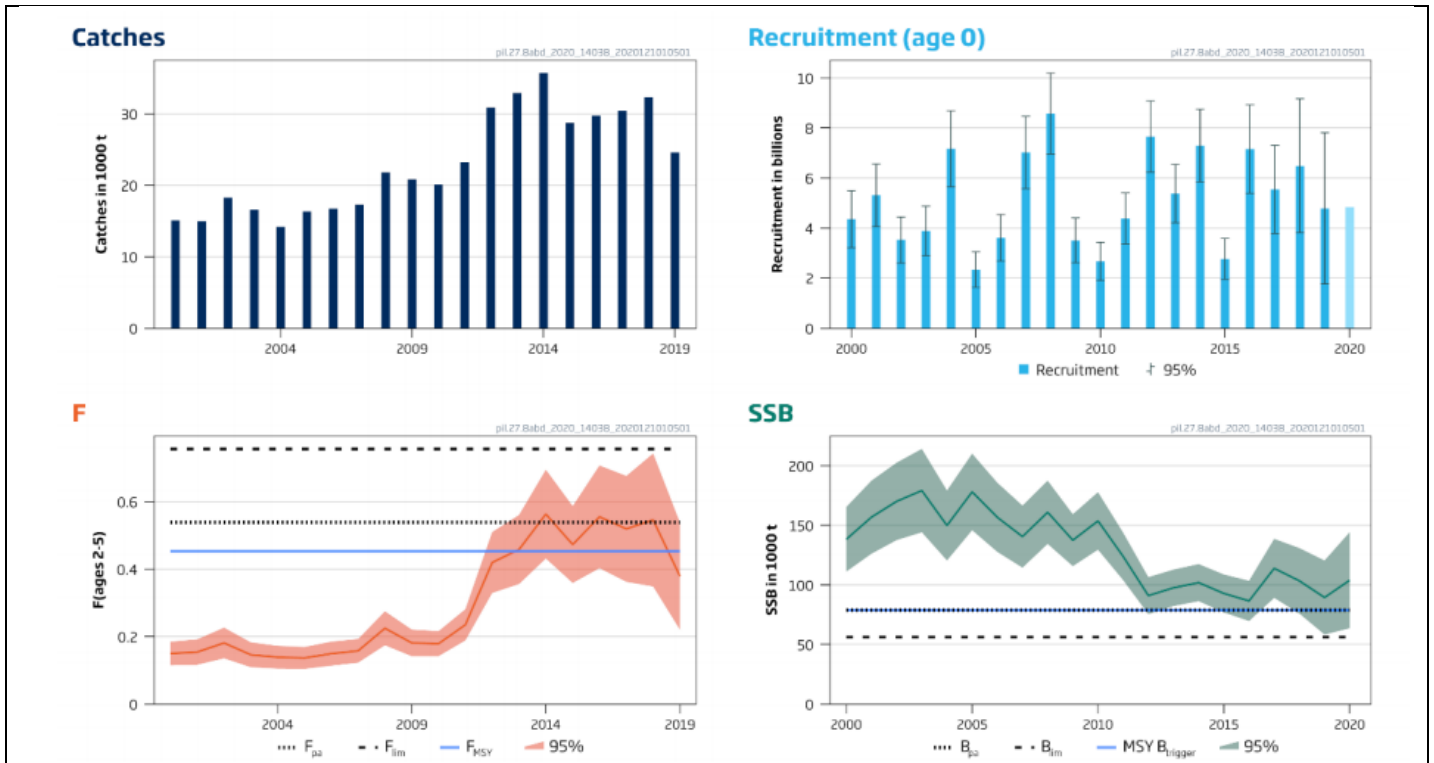 Catches
pil.27.8abd_2020_14038_2020121010501
Catches in 1000 t
30
20
10
0
2004
2009
2014
2019
Recruitment (age 0)
pil.27.8abd_2020_14038_2020121010501
Recruitment in billions
10
8
6
4
2
0
2000
2005
2010
2015
2020
Recruitment 95%
F
pil.27.8abd_2020_14038_2020121010501
F(ages 2-5)
0.6
0.4
0.2
0
2004
2009
2014
2019
Fpa Flim FMSY 95%
SSB
pil.27.8abd_2020_14038_2020121010501
SSB in 1000 t
200
150
100
50
0
2000
2005
2010
2015
2020
Bpa Blim MSY Btrigger 95%